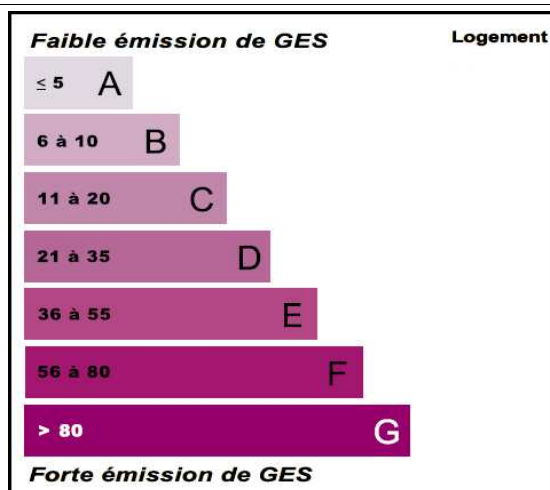 Faible émission de GES Logement
≤ 5 A
6 à 10 B
11 à 20 C
21 à 35 D
36 à 55 E
56 à 80 F
> 80 G
Forte émission de GES